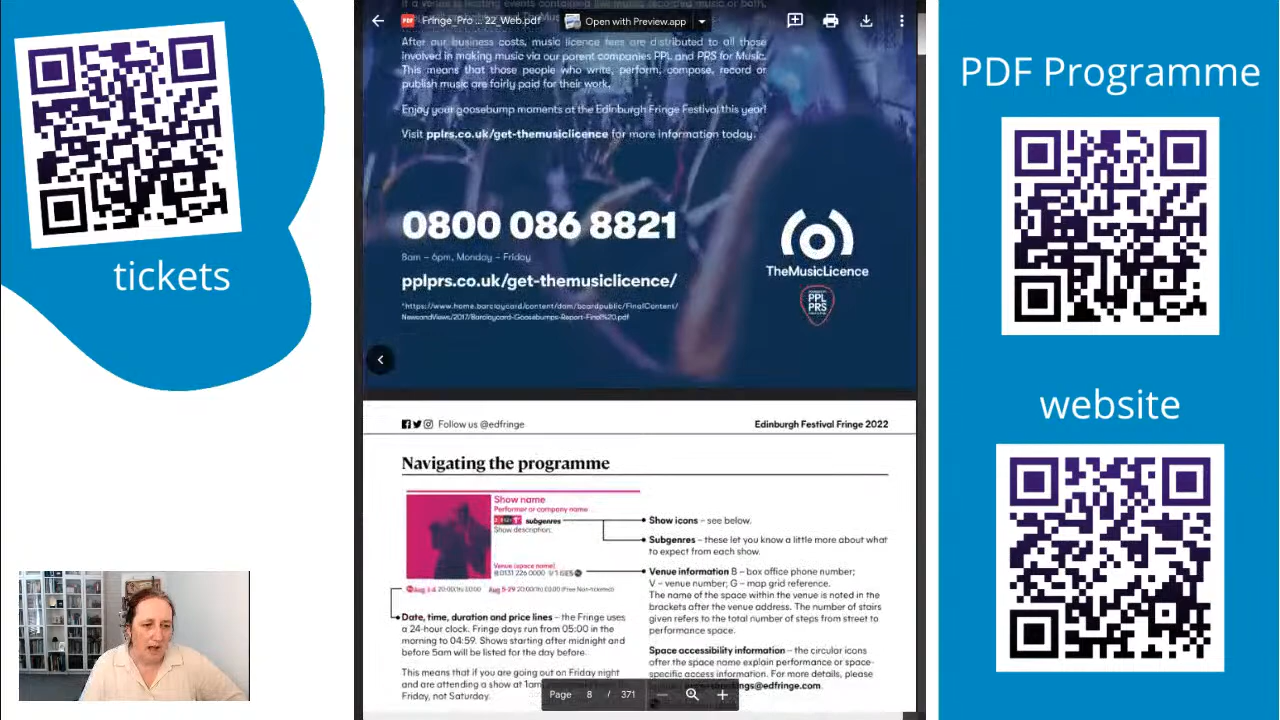 tickets
Fringe_Pro ... 22_Web.pdf
Open with Preview.app
After our business costs, music licence fees are distributed to all those
involved in making music via our parent companies PPL and PRS for Music.
This means that those people who write, perform, compose, record or
publish music are fairly paid for their work.
Enjoy your goosebump moments at the Edinburgh Fringe Festival this year!
Visit pplprs.co.uk/get-themusiclicence for more information today.
0800 086 8821
8am – 6pm, Monday – Friday
pplprs.co.uk/get-themusiclicence/
TheMusicLicence
PPL
PRS
Follow us @edfringe
Edinburgh Festival Fringe 2022
Navigating the programme
Show name
Performer or company name
subgenres
Show description.
Venue (space name)
Show icons – see below.
Subgenres – these let you know a little more about what
to expect from each show.
Venue information B – box office phone number;
V – venue number; G – map grid reference.
The name of the space within the venue is noted in the
brackets after the venue address. The number of stairs
given refers to the total number of steps from street to
performance space.
Space accessibility information – the circular icons
after the space name explain performance or space-
specific access information. For more details, please
@edfringe.com.
Date, time, duration and price lines – the Fringe uses
a 24-hour clock. Fringe days run from 05:00 in the
morning to 04:59. Shows starting after midnight and
before 5am will be listed for the day before.
This means that if you are going out on Friday night
and are attending a show at 1am
Friday, not Saturday.
Page 8 / 371
PDF Programme
website